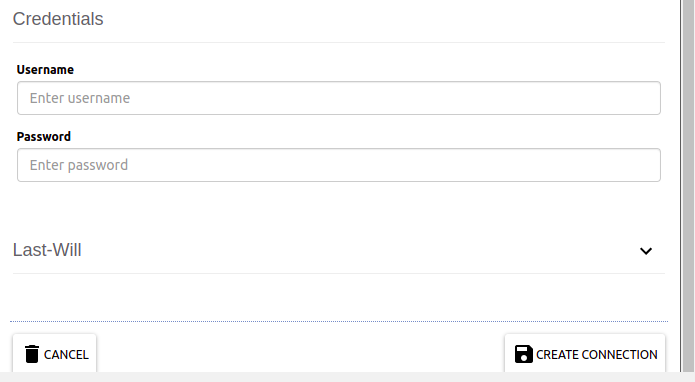 Credentials
Username
Enter username
Password
Enter password
Last-Will
CANCEL
CREATE CONNECTION